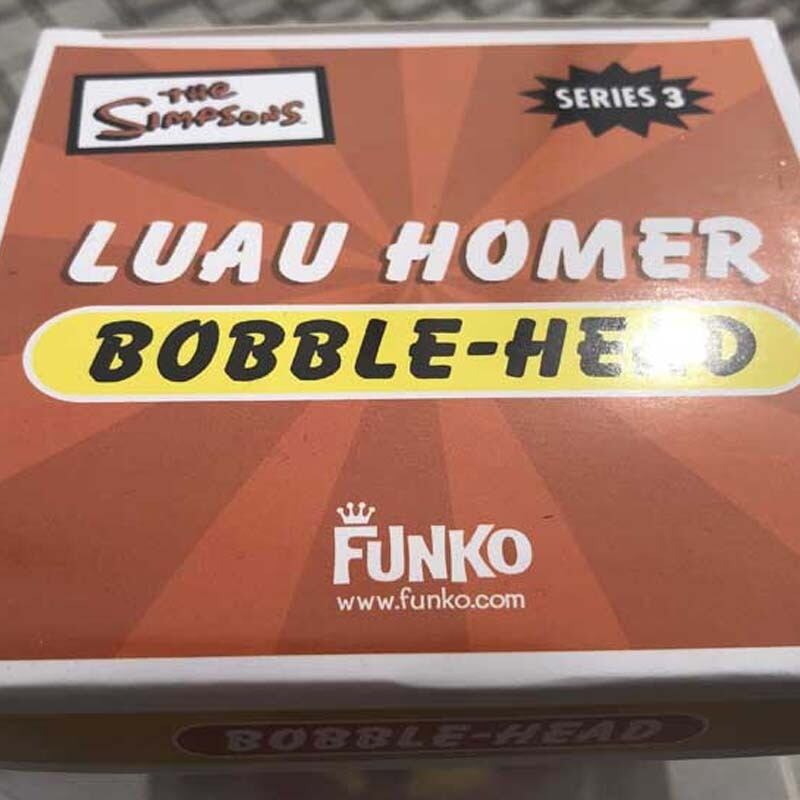 THE
SIMPSONS
SERIES 3
LUAU HOMER
BOBBLE-HEAD
FUNKO
www.funko.com
BOBBLE-HEAD